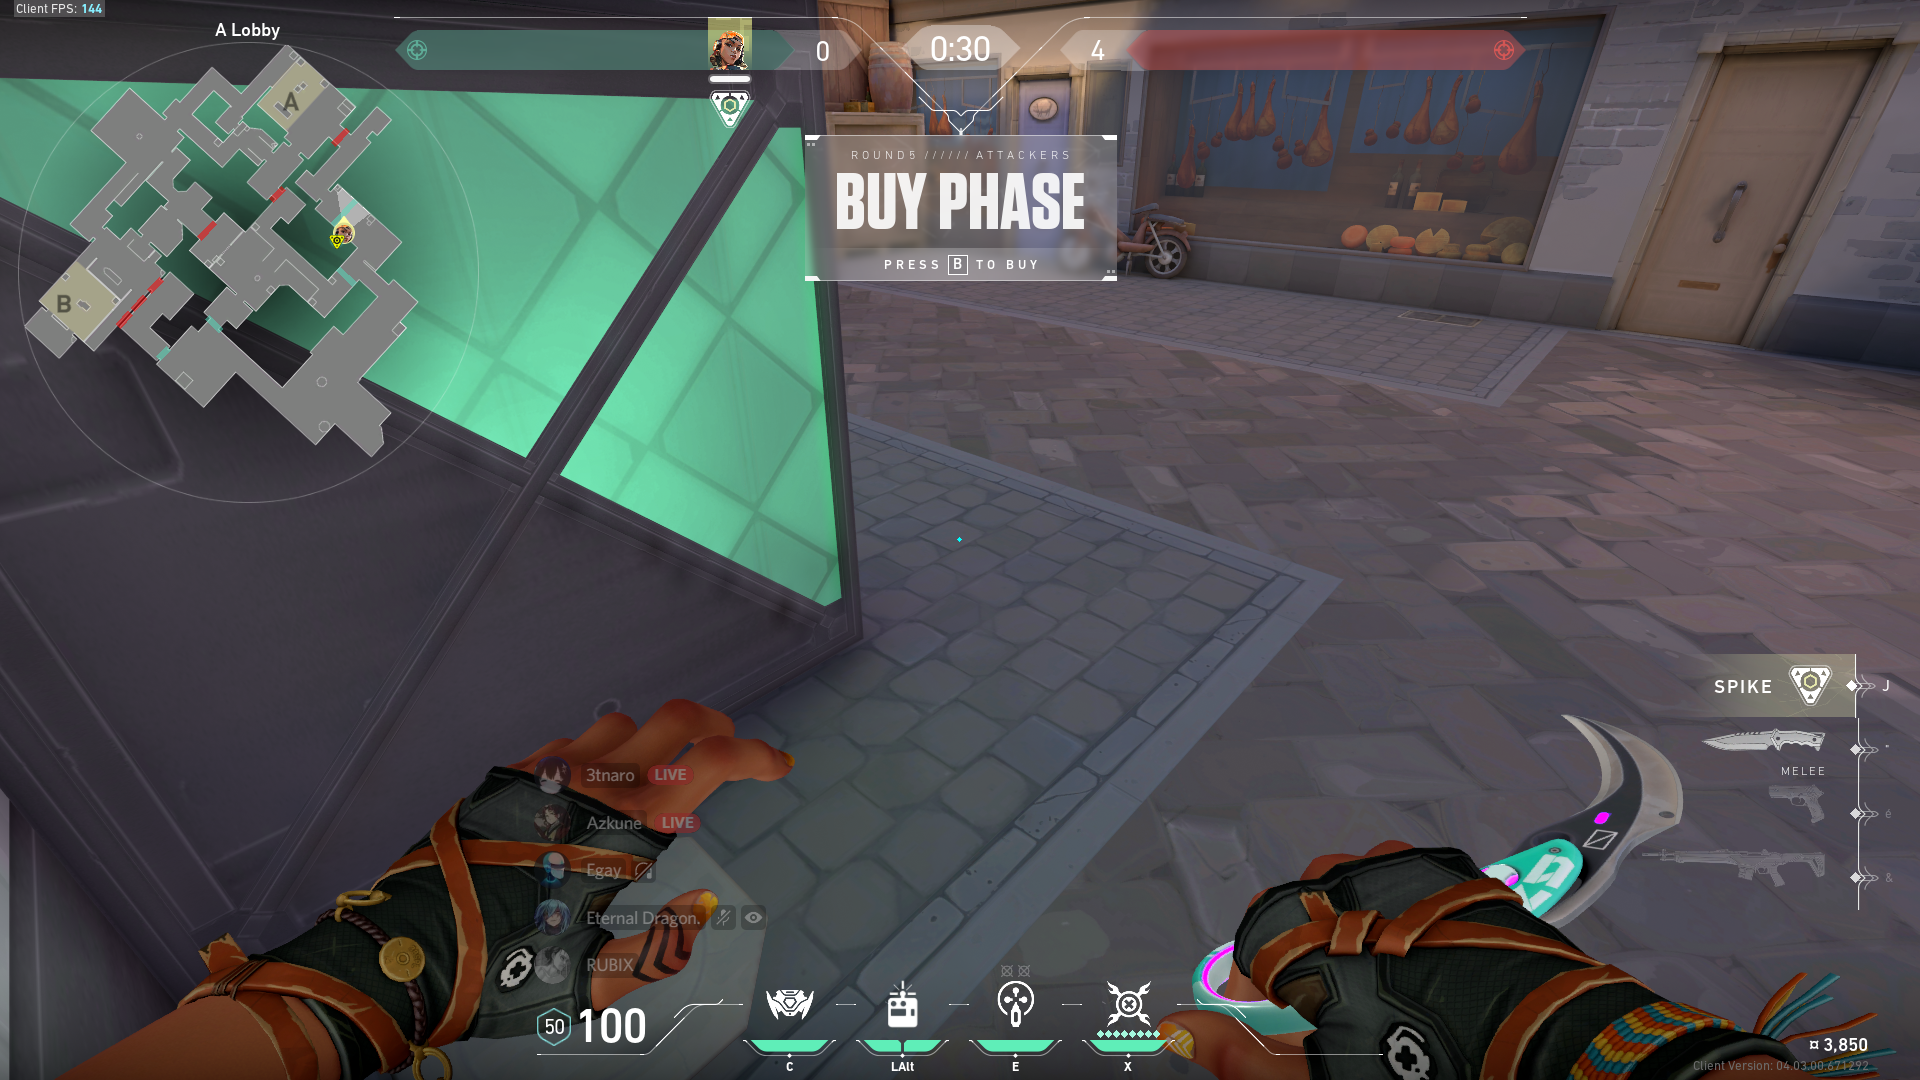 Client FPS: 144
A Lobby
0
0:30
4
A
B
ROUND 5 ////// ATTACKERS
BUY PHASE
PRESS B TO BUY
SPIKE
J
MELEE
"
é
&
3tnaro LIVE
Azkune LIVE
Egay
Eternal Dragon.
RUBIX
50 100
C
LAlt
E
X
¤ 3,850
Client Version: 04.03.00.671292